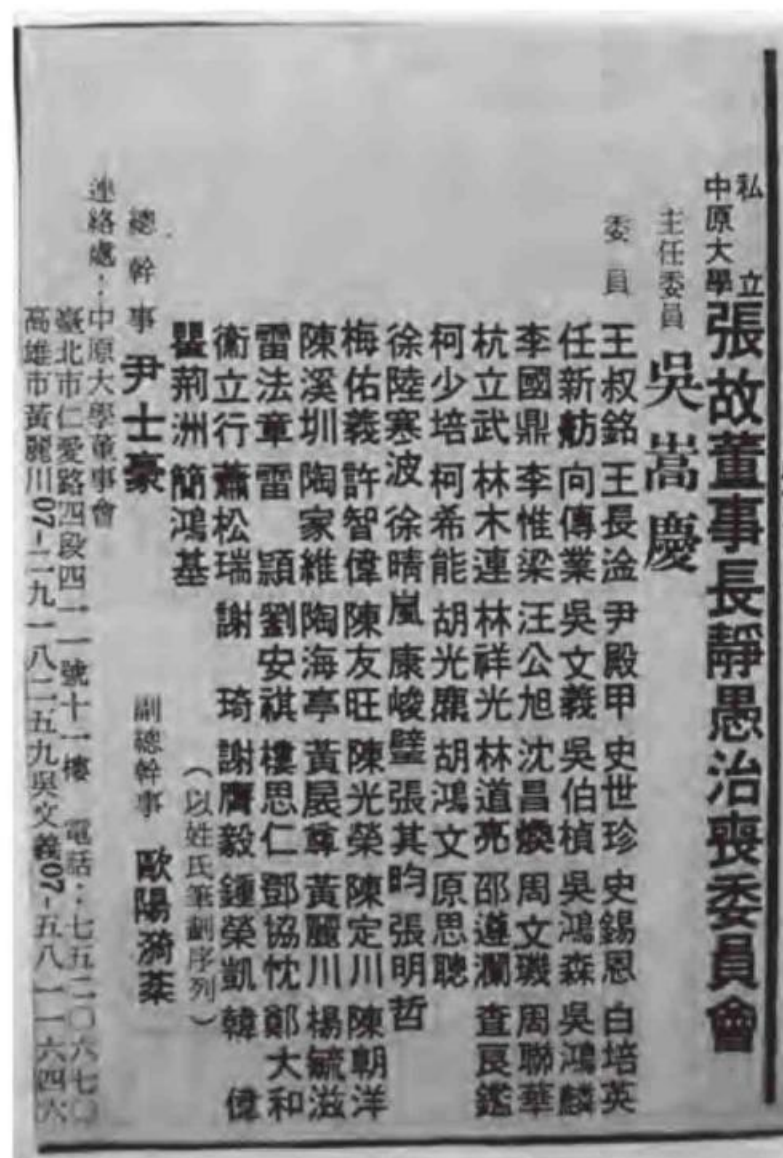 私立中原大學張故董事長靜愚治喪委員會
主任委員 吳嵩慶
委員 王叔銘 王長淦 尹殿甲 史世珍 史錫恩 白培英
任新舫 向傳業 吳文義 吳伯楨 吳鴻森 吳鴻麟
李國鼎 李惟梁 汪公旭 沈昌煥 周文璣 周聯華
杭立武 林木連 林祥光 林道亮 邵遵瀾 查良鑑
柯少培 柯希能 胡光麃 胡鴻文 原思聰
徐陸寒波 徐晴嵐 康峻璧 張其昀 張明哲
梅佑義 許智偉 陳友旺 陳光榮 陳定川 陳朝洋
陳溪圳 陶家維 陶海亭 黃展尊 黃麗川 楊毓滋
雷法章 雷穎 劉安祺 樓思仁 鄧協忱 鄭大和
衞立行 蕭松瑞 謝琦 謝膺毅 鍾榮凱 韓偉
瞿荊洲 簡鴻基
(以姓氏筆劃序列)
總幹事 尹士豪 副總幹事 歐陽漪棻
連絡處:中原大學董事會
臺北市仁愛路四段四一一號十一樓 電話:七五二〇六七〇
高雄市黃麗川07-二九一八二五九吳文義07-五八一一六四六